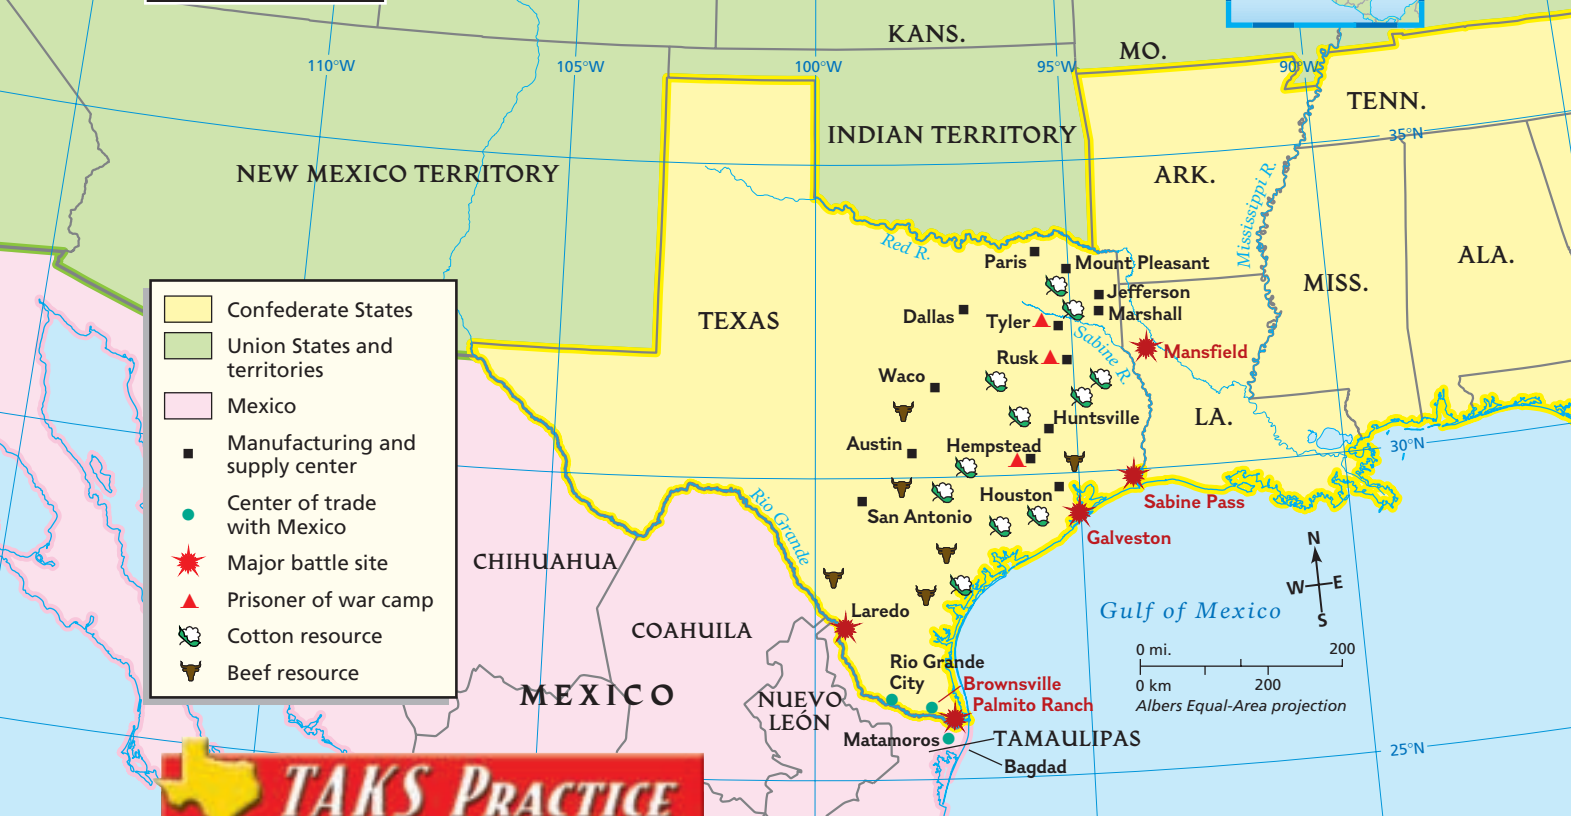 KANS.
MO.
110°W
105°W
100°W
95°W
90°W
TENN.
INDIAN TERRITORY
35°N
NEW MEXICO TERRITORY
ARK.
Mississippi R.
Red R.
Paris
Mount Pleasant
ALA.
MISS.
Jefferson
Marshall
TEXAS
Dallas
Tyler
Sabine R.
Mansfield
Rusk
Waco
LA.
Huntsville
Austin
Hempstead
30°N
Houston
San Antonio
Sabine Pass
Galveston
Rio Grande
CHIHUAHUA
COAHUILA
Laredo
Gulf of Mexico
N
W
E
S
0 mi.
200
0 km
200
Albers Equal-Area projection
Rio Grande
City
Brownsville
Palmito Ranch
MEXICO
NUEVO
LEÓN
Matamoros
TAMAULIPAS
Bagdad
25°N
Confederate States
Union States and
territories
Mexico
Manufacturing and
supply center
Center of trade
with Mexico
Major battle site
Prisoner of war camp
Cotton resource
Beef resource
TAKS PRACTICE